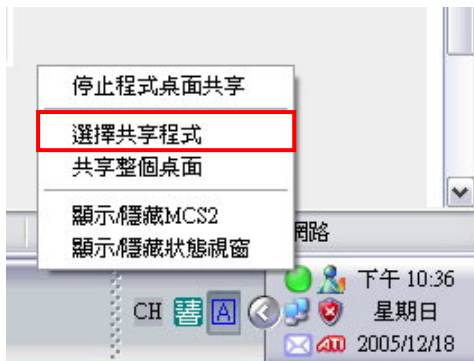 停止程式桌面共享
選擇共享程式
共享整個桌面
顯示/隱藏MCS2
顯示/隱藏狀態視窗
網路
CH
A
下午 10:36
星期日
2005/12/18